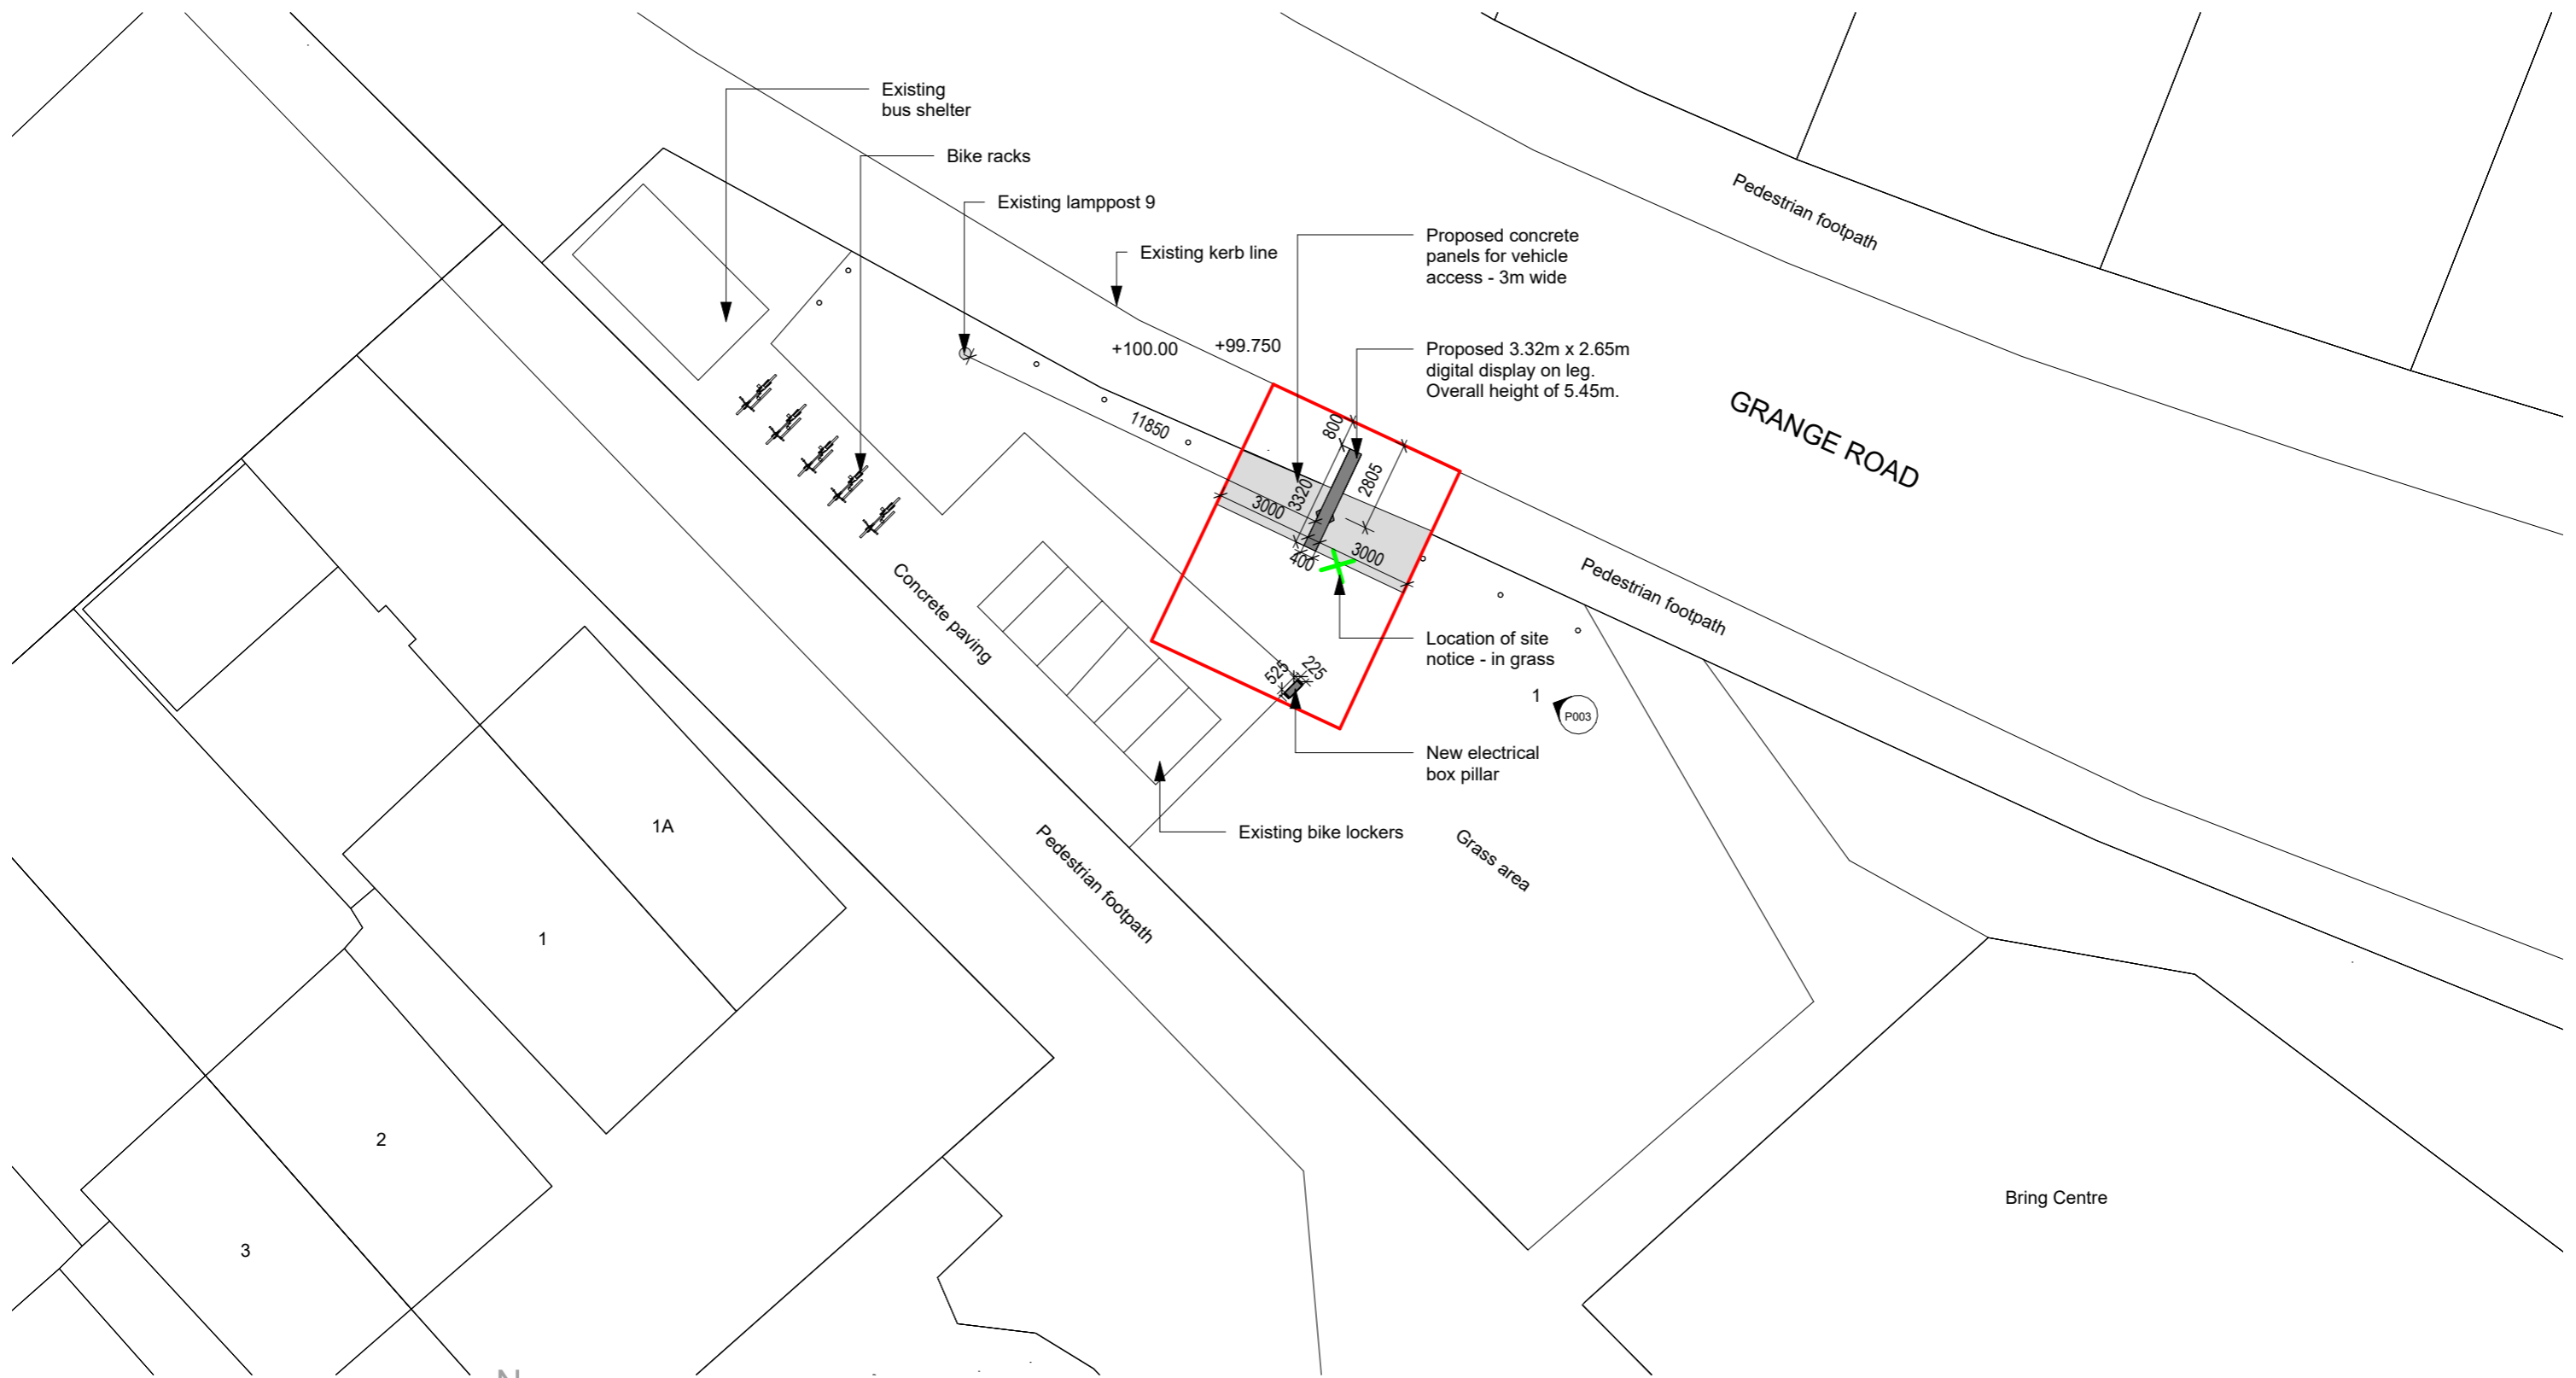 Existing
bus shelter
Bike racks
Existing lamppost 9
Existing kerb line
Proposed concrete
panels for vehicle
access - 3m wide
Pedestrian footpath
+100.00
+99.750
Proposed 3.32m x 2.65m
digital display on leg.
Overall height of 5.45m.
GRANGE ROAD
11850
800
2805
3320
3000
3000
400
Concrete paving
Pedestrian footpath
Location of site
notice - in grass
525
225
1
P003
New electrical
box pillar
Existing bike lockers
1A
Pedestrian footpath
Grass area
1
2
3
Bring Centre
N